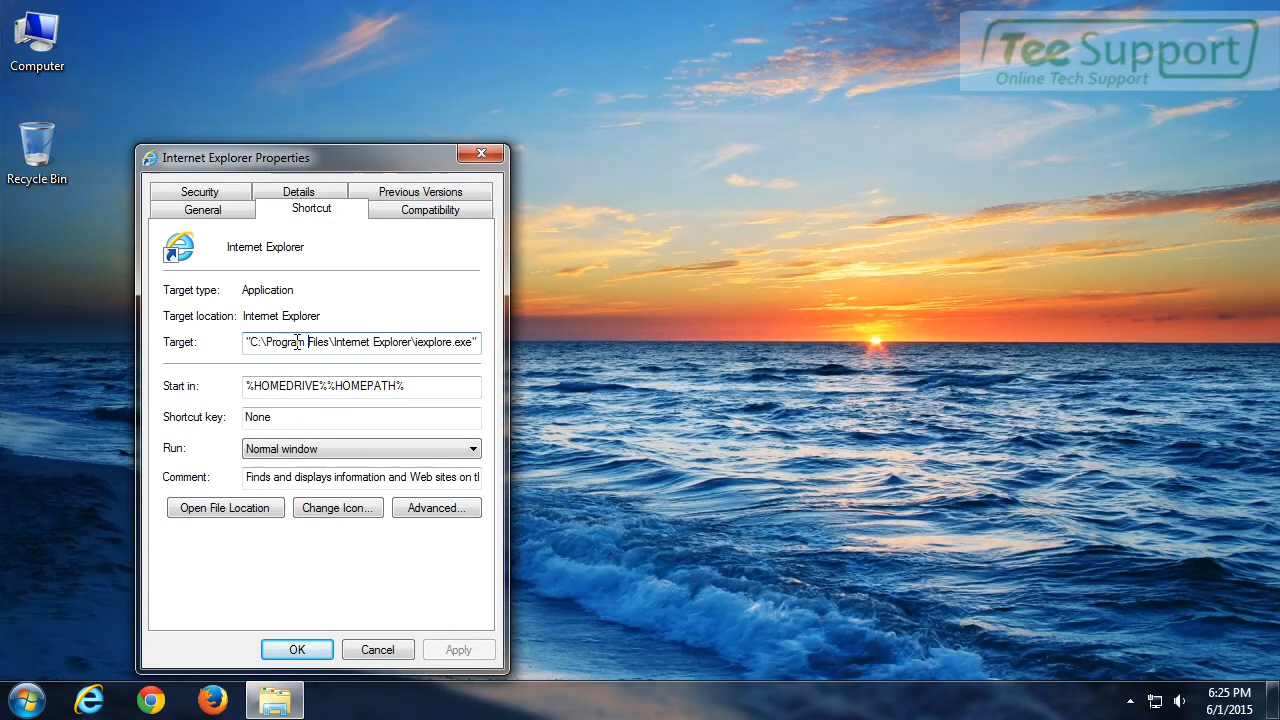 Computer
Recycle Bin
Tee Support
Online Tech Support
Internet Explorer Properties
Security Details Previous Versions
General Shortcut Compatibility
Internet Explorer
Target type: Application
Target location: Internet Explorer
Target: "C:\Program Files\Internet Explorer\iexplore.exe"
Start in: %HOMEDRIVE%%HOMEPATH%
Shortcut key: None
Run: Normal window
Comment: Finds and displays information and Web sites on tl
Open File Location Change Icon... Advanced...
OK Cancel Apply
6:25 PM
6/1/2015